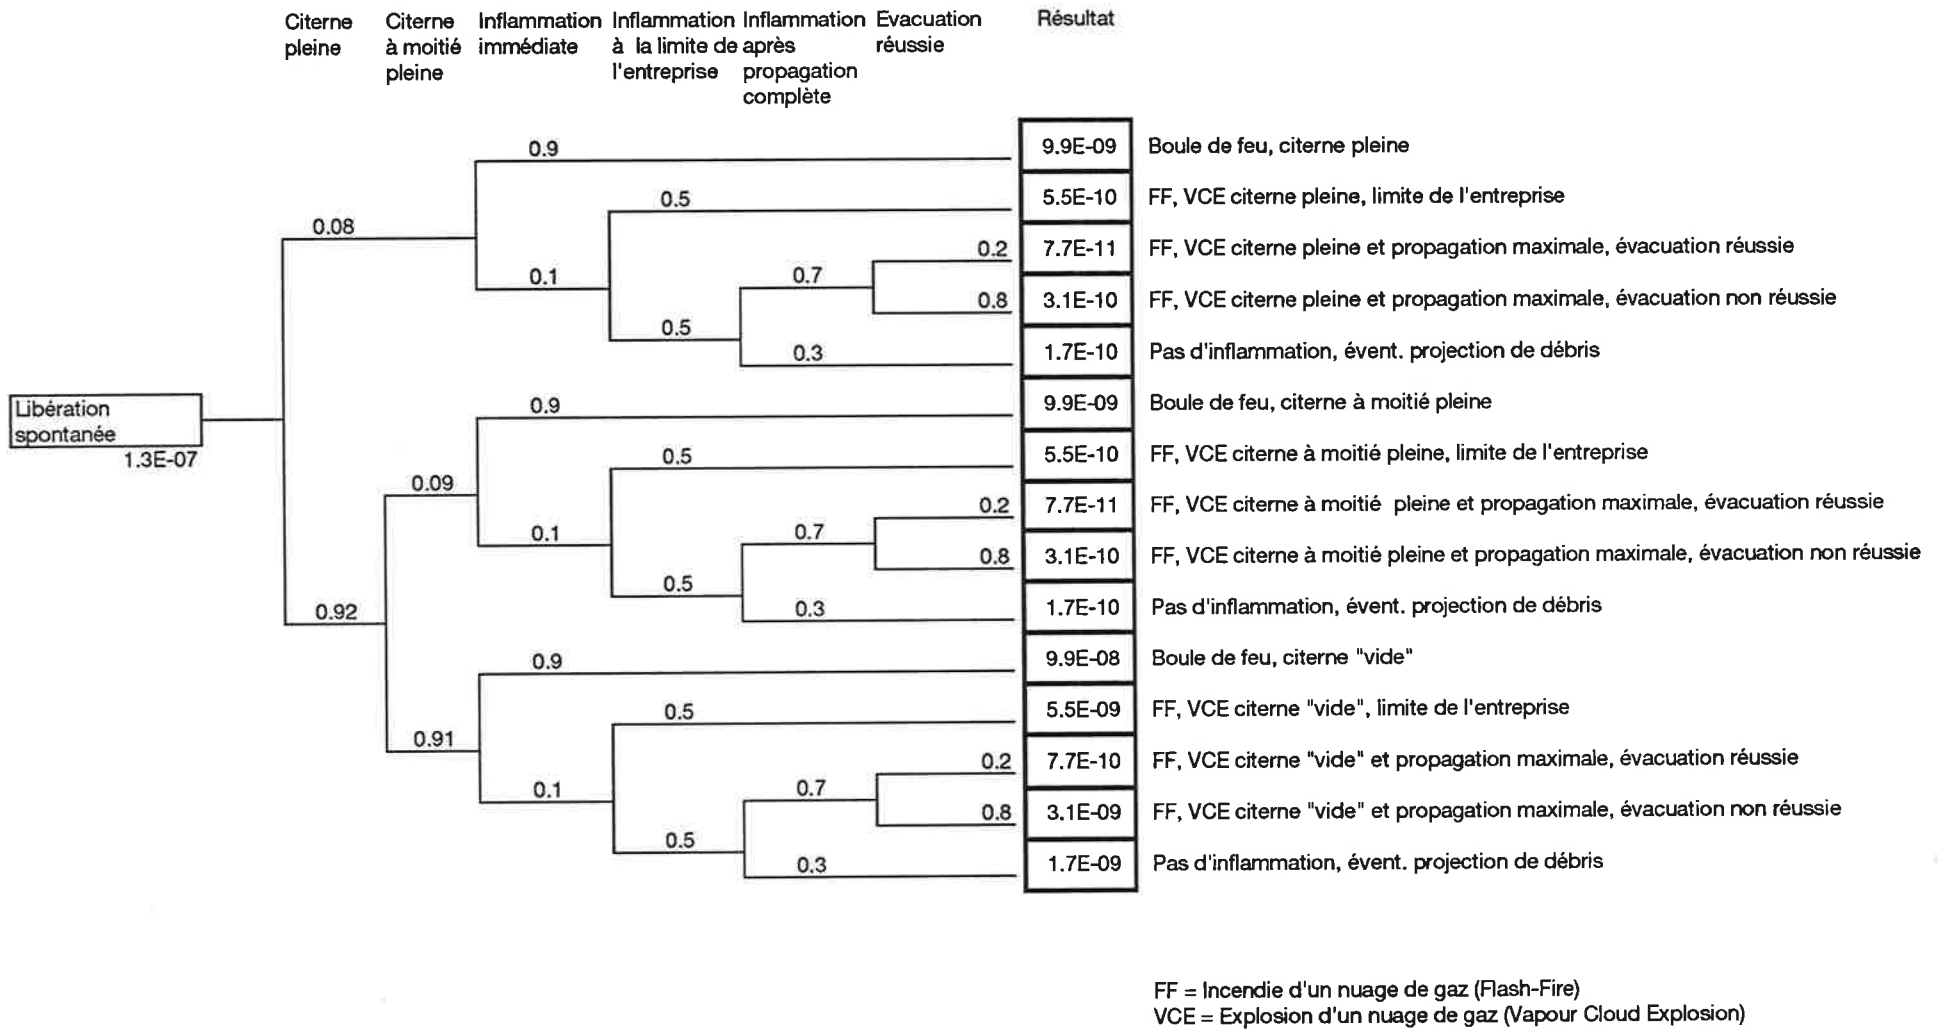 Citerne pleine
Citerne à moitié pleine
Inflammation immédiate
Inflammation à la limite de l'entreprise
Inflammation après propagation complète
Evacuation réussie
Résultat
0.9
9.9E-09 Boule de feu, citerne pleine
0.5
5.5E-10 FF, VCE citerne pleine, limite de l'entreprise
0.08
0.2
7.7E-11 FF, VCE citerne pleine et propagation maximale, évacuation réussie
0.1
0.7
0.8
3.1E-10 FF, VCE citerne pleine et propagation maximale, évacuation non réussie
0.5
0.3
1.7E-10 Pas d'inflammation, évent. projection de débris
Libération
spontanée
1.3E-07
0.9
9.9E-09 Boule de feu, citerne à moitié pleine
0.5
5.5E-10 FF, VCE citerne à moitié pleine, limite de l'entreprise
0.09
0.2
7.7E-11 FF, VCE citerne à moitié pleine et propagation maximale, évacuation réussie
0.1
0.7
0.8
3.1E-10 FF, VCE citerne à moitié pleine et propagation maximale, évacuation non réussie
0.5
0.3
1.7E-10 Pas d'inflammation, évent. projection de débris
0.92
0.9
9.9E-08 Boule de feu, citerne "vide"
0.5
5.5E-09 FF, VCE citerne "vide", limite de l'entreprise
0.91
0.2
7.7E-10 FF, VCE citerne "vide" et propagation maximale, évacuation réussie
0.1
0.7
0.8
3.1E-09 FF, VCE citerne "vide" et propagation maximale, évacuation non réussie
0.5
0.3
1.7E-09 Pas d'inflammation, évent. projection de débris
FF = Incendie d'un nuage de gaz (Flash-Fire)
VCE = Explosion d'un nuage de gaz (Vapour Cloud Explosion)